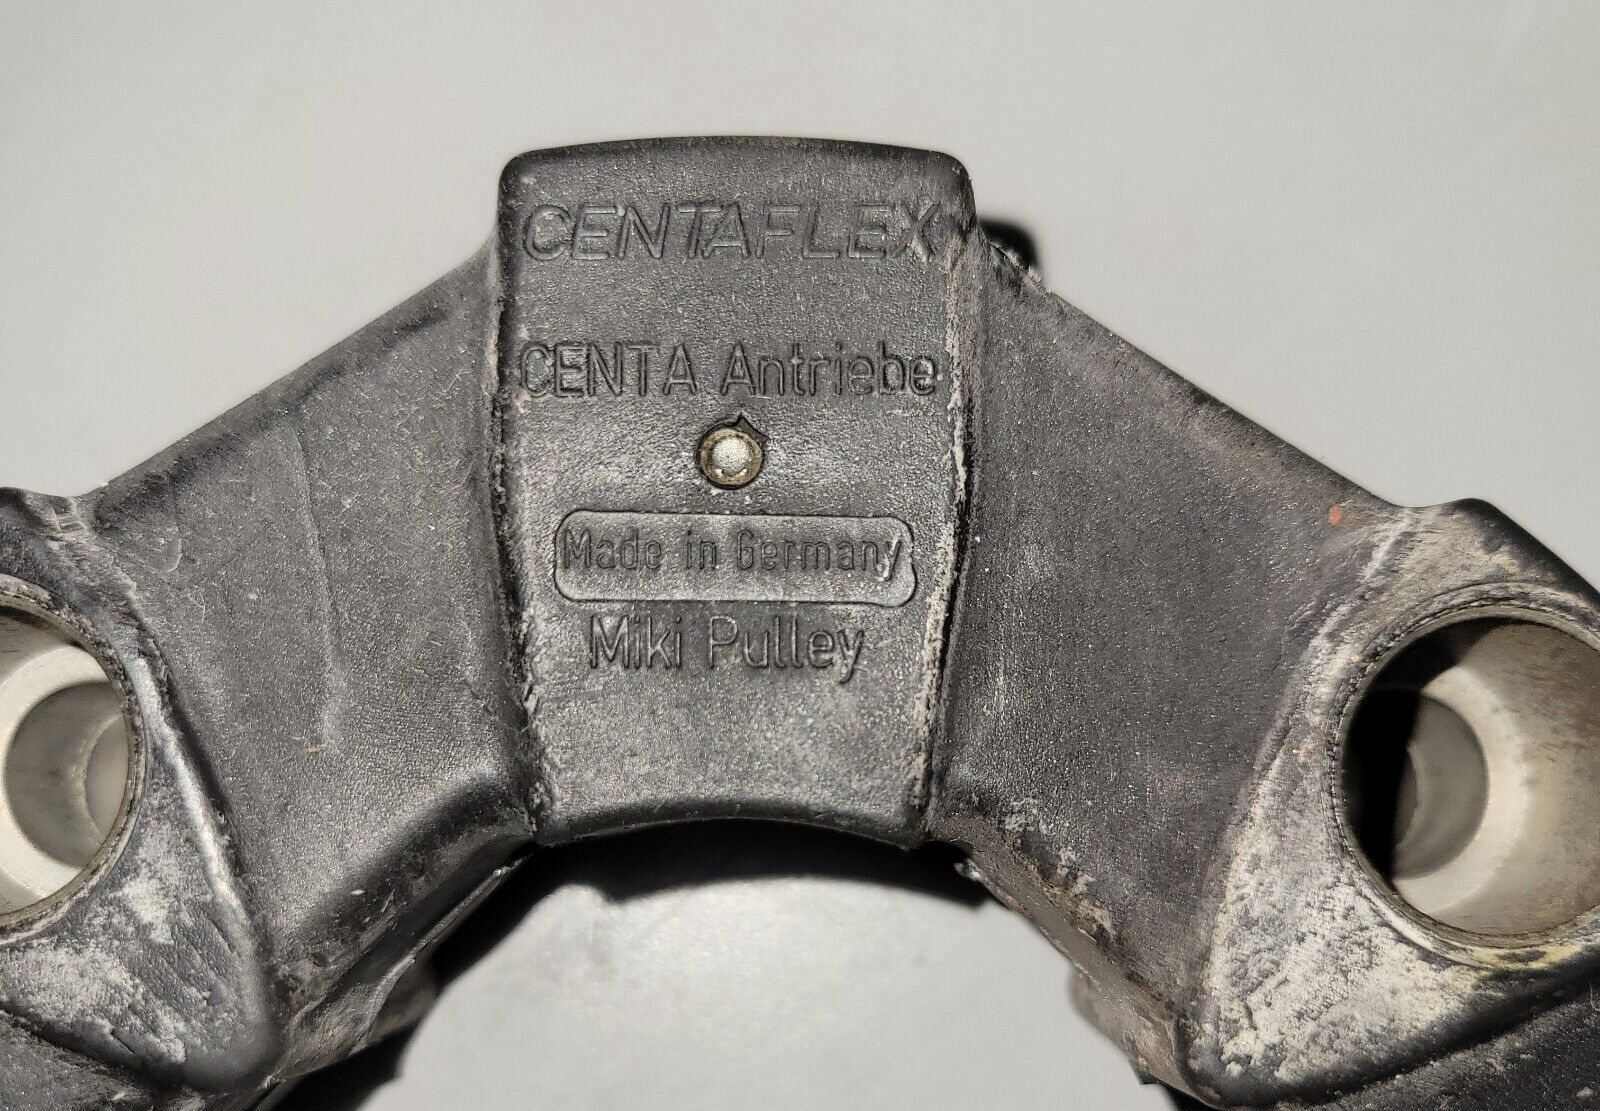 CENTAFLEX
CENTA Antriebe
Made in Germany
Miki Pulley